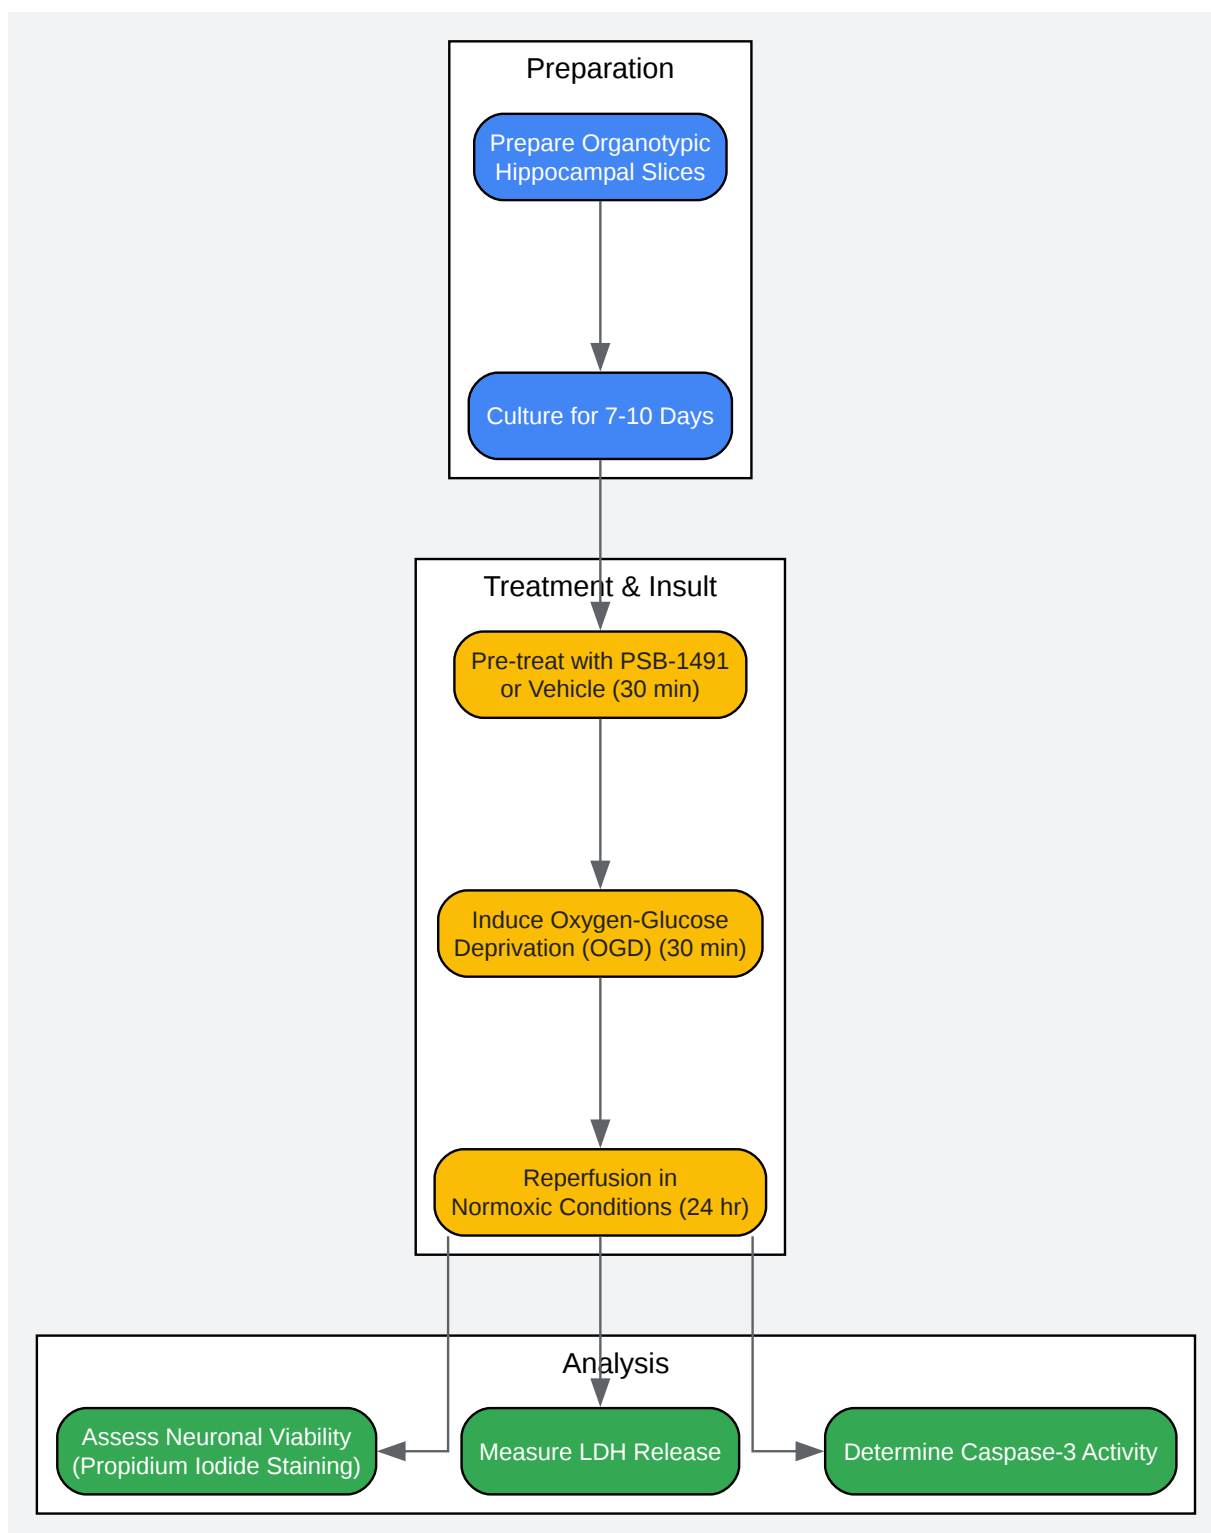 Preparation
Prepare Organotypic
Hippocampal Slices
Culture for 7-10 Days
Treatment & Insult
Pre-treat with PSB-1491
or Vehicle (30 min)
Induce Oxygen-Glucose
Deprivation (OGD) (30 min)
Reperfusion in
Normoxic Conditions (24 hr)
Analysis
Assess Neuronal Viability
(Propidium Iodide Staining)
Measure LDH Release
Determine Caspase-3 Activity